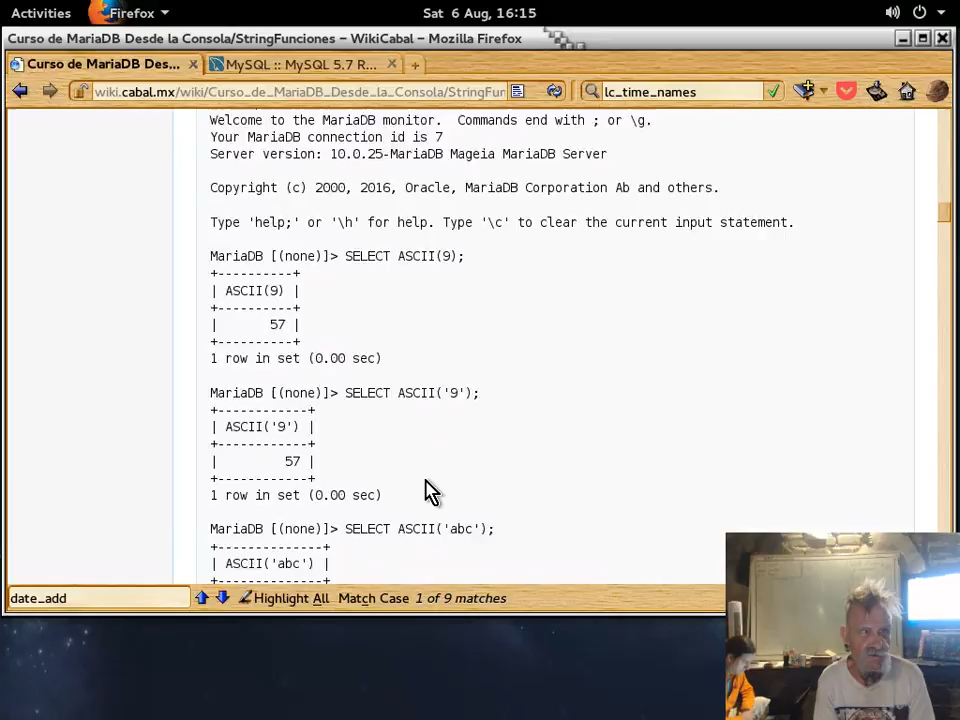 Activities Firefox Sat 6 Aug, 16:15
Curso de MariaDB Desde la Consola/StringFunciones – WikiCabal – Mozilla Firefox
Curso de MariaDB Des... MySQL :: MySQL 5.7 R...
wiki.cabal.mx/wiki/Curso_de_MariaDB_Desde_la_Consola/StringFun lc_time_names
Welcome to the MariaDB monitor.  Commands end with ; or \g.
Your MariaDB connection id is 7
Server version: 10.0.25-MariaDB Mageia MariaDB Server
Copyright (c) 2000, 2016, Oracle, MariaDB Corporation Ab and others.
Type 'help;' or '\h' for help. Type '\c' to clear the current input statement.
MariaDB [(none)]> SELECT ASCII(9);
+----------+
| ASCII(9) |
+----------+
|       57 |
+----------+
1 row in set (0.00 sec)
MariaDB [(none)]> SELECT ASCII('9');
+------------+
| ASCII('9') |
+------------+
|         57 |
+------------+
1 row in set (0.00 sec)
MariaDB [(none)]> SELECT ASCII('abc');
+--------------+
| ASCII('abc') |
+--------------+
date_add Highlight All Match Case 1 of 9 matches